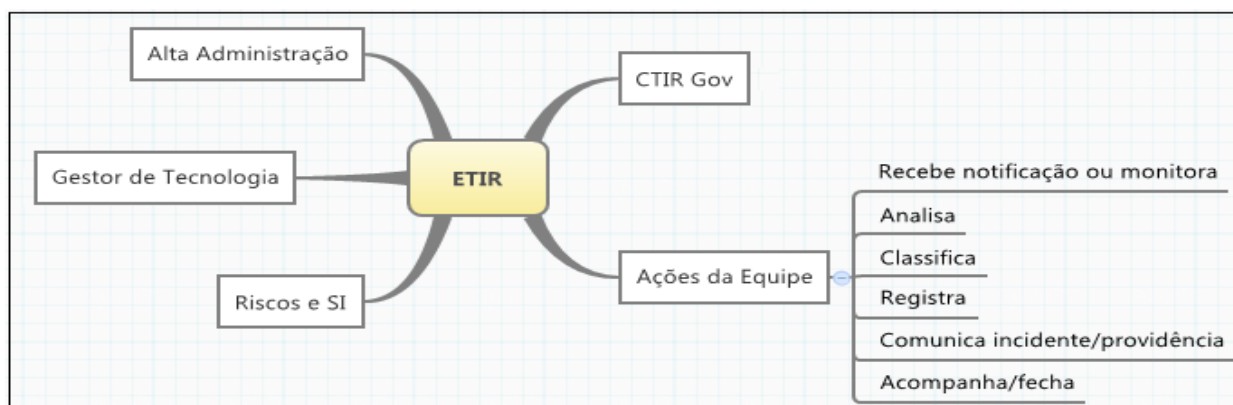 Alta Administração
CTIR Gov
Gestor de Tecnologia
ETIR
Riscos e SI
Ações da Equipe
Recebe notificação ou monitora
Analisa
Classifica
Registra
Comunica incidente/providência
Acompanha/fecha